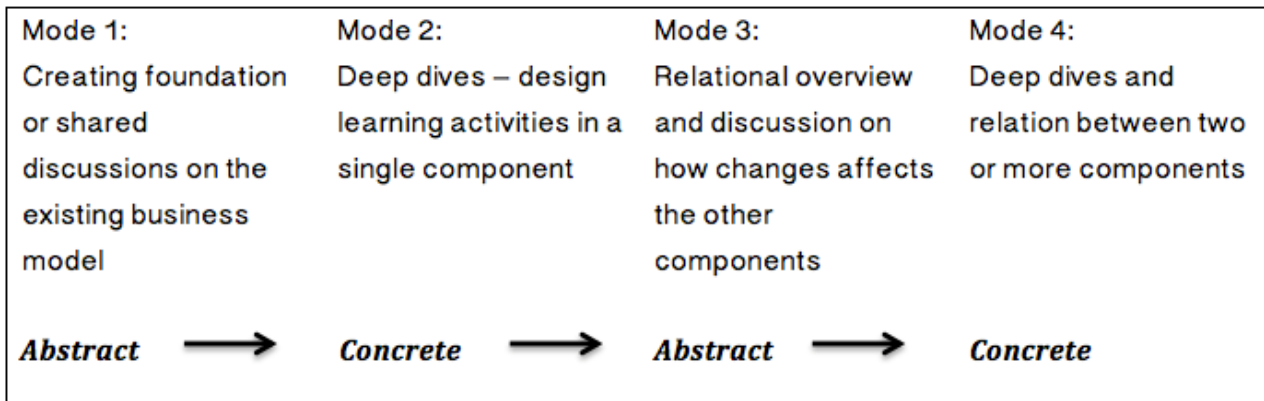 Mode 1:
Creating foundation
or shared
discussions on the
existing business
model
Mode 2:
Deep dives – design
learning activities in a
single component
Mode 3:
Relational overview
and discussion on
how changes affects
the other
components
Mode 4:
Deep dives and
relation between two
or more components
Abstract
Concrete
Abstract
Concrete